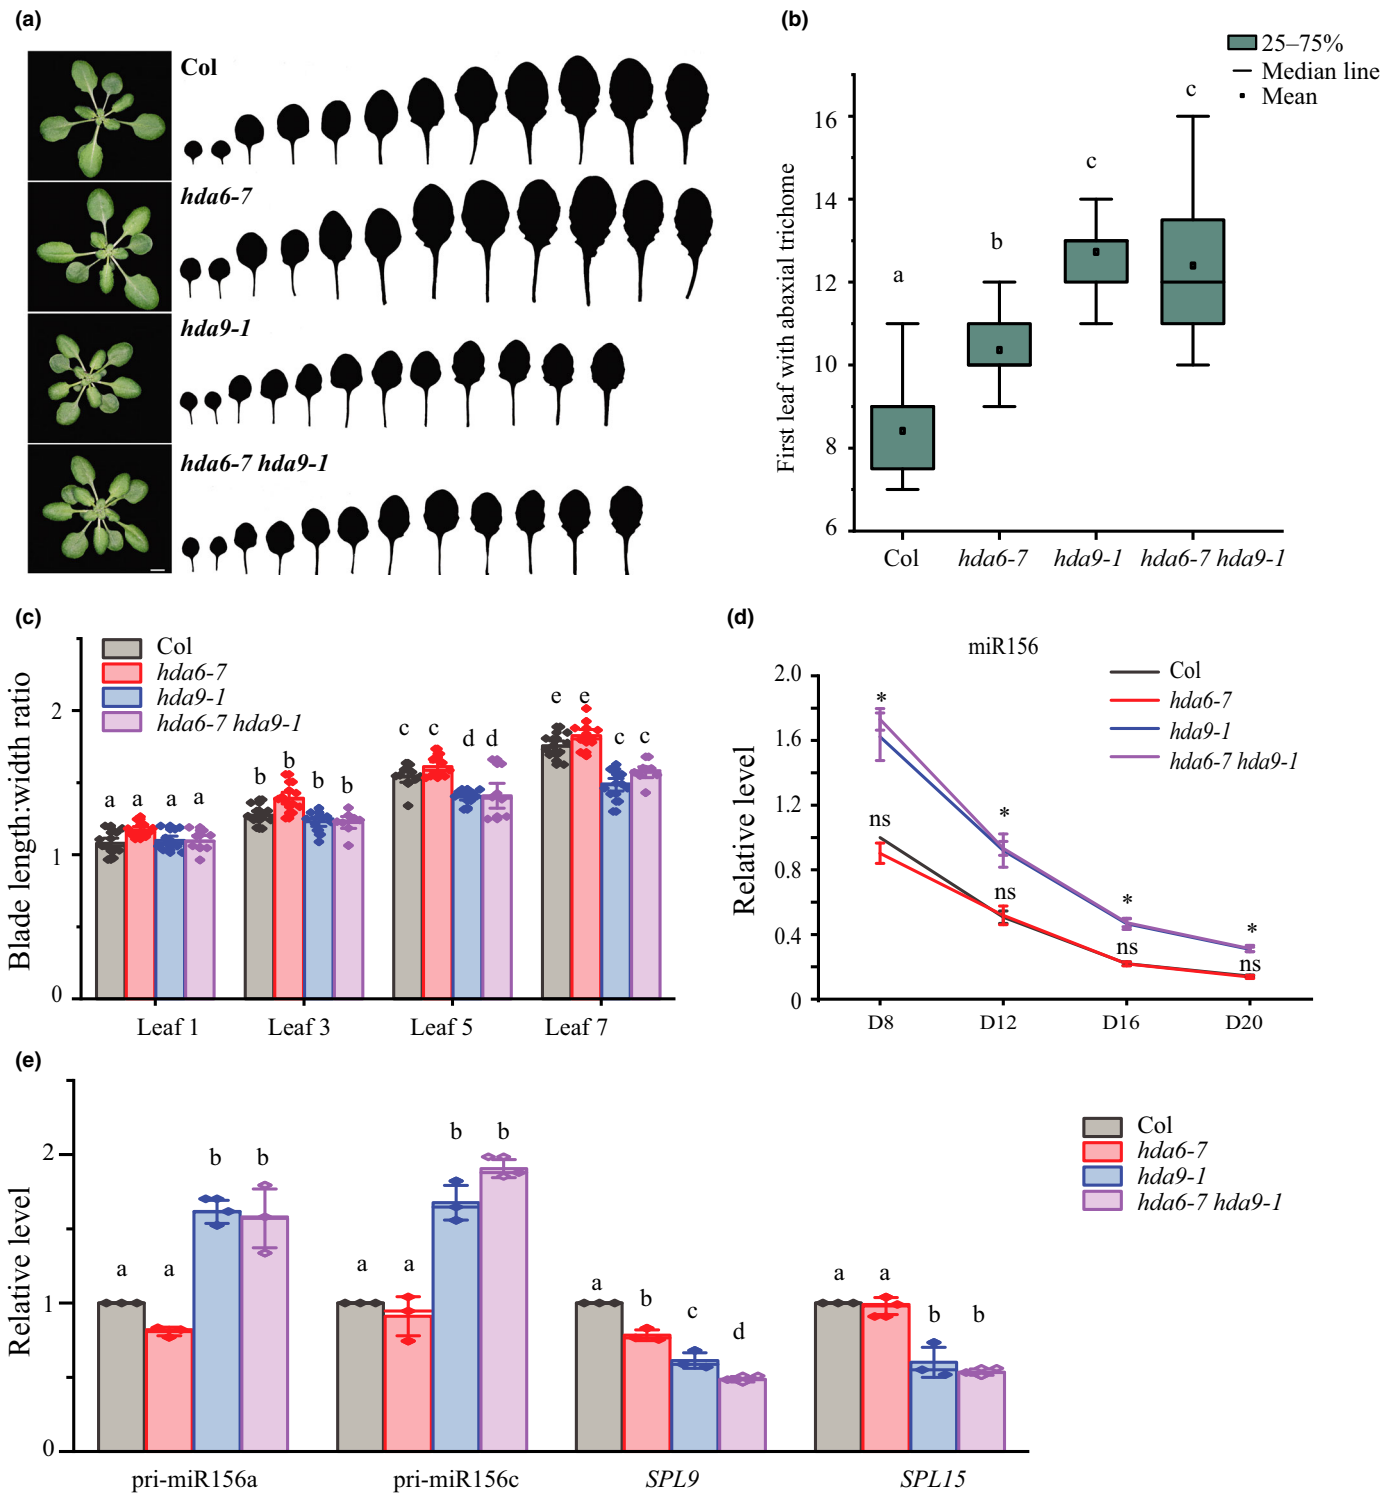 (a)
Col
hda6-7
hda9-1
hda6-7 hda9-1
(b)
25–75%
Median line
Mean
First leaf with abaxial trichome
16
14
12
10
8
6
a
b
c
c
Col
hda6-7
hda9-1
hda6-7 hda9-1
(c)
Col
hda6-7
hda9-1
hda6-7 hda9-1
Blade length:width ratio
2
1
0
a a a a
b b b b
c c d d
e e c c
Leaf 1
Leaf 3
Leaf 5
Leaf 7
(d)
miR156
Col
hda6-7
hda9-1
hda6-7 hda9-1
Relative level
2.0
1.6
1.2
0.8
0.4
0
* * * *
ns ns ns ns
D8
D12
D16
D20
(e)
Col
hda6-7
hda9-1
hda6-7 hda9-1
Relative level
2
1
0
a a b b
a a b b
a b c d
a a b b
pri-miR156a
pri-miR156c
SPL9
SPL15